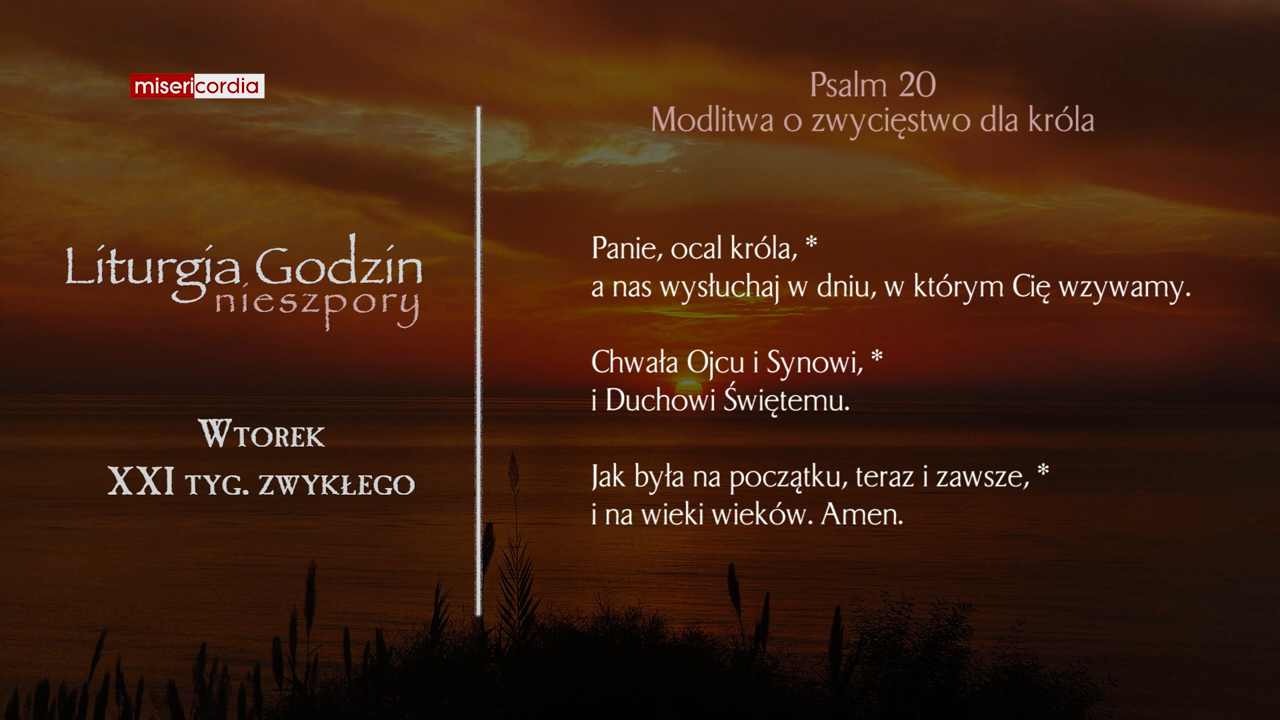 misericordia
Liturgia Godzin
nieszpory
Wtorek
XXI tyg. zwykłego
Psalm 20
Modlitwa o zwycięstwo dla króla
Panie, ocal króla, *
a nas wysłuchaj w dniu, w którym Cię wzywamy.
Chwała Ojcu i Synowi, *
i Duchowi Świętemu.
Jak była na początku, teraz i zawsze, *
i na wieki wieków. Amen.